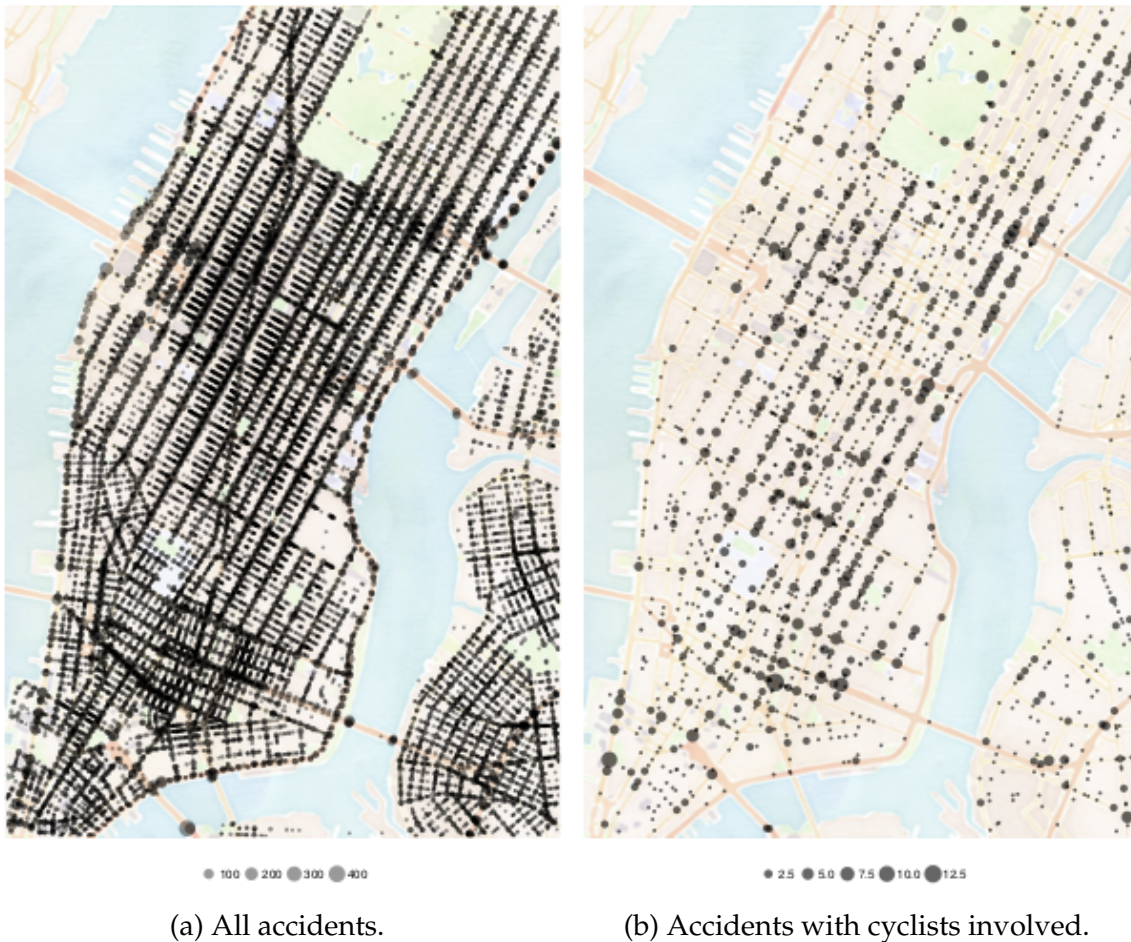 100 200 300 400
2.5 5.0 7.5 10.0 12.5
(a) All accidents.
(b) Accidents with cyclists involved.